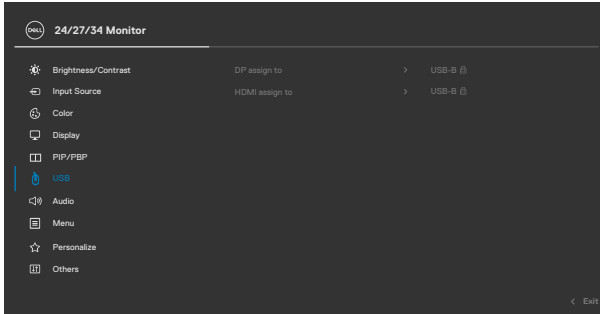 DELL 24/27/34 Monitor
Brightness/Contrast DP assign to > USB-B
Input Source HDMI assign to > USB-B
Color
Display
PIP/PBP
USB
Audio
Menu
Personalize
Others
< Exit